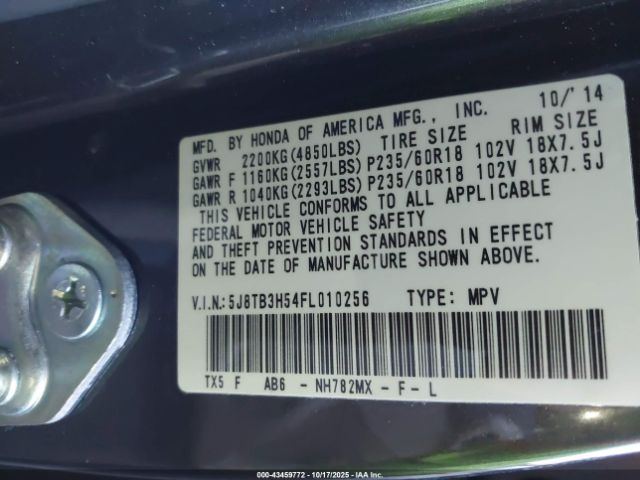 MFD. BY HONDA OF AMERICA MFG., INC. 10/'14
GVWR 2200KG(4850LBS) TIRE SIZE RIM SIZE
GAWR F 1160KG(2557LBS) P235/60R18 102V 18X7.5J
GAWR R 1040KG(2293LBS) P235/60R18 102V 18X7.5J
THIS VEHICLE CONFORMS TO ALL APPLICABLE
FEDERAL MOTOR VEHICLE SAFETY
AND THEFT PREVENTION STANDARDS IN EFFECT
ON THE DATE OF MANUFACTURE SHOWN ABOVE.
V.I.N.:5J8TB3H54FL010256 TYPE: MPV
TX5 F AB6 - NH782MX - F - L
000-43459772 | 10/17/2025 | IAAI.COM